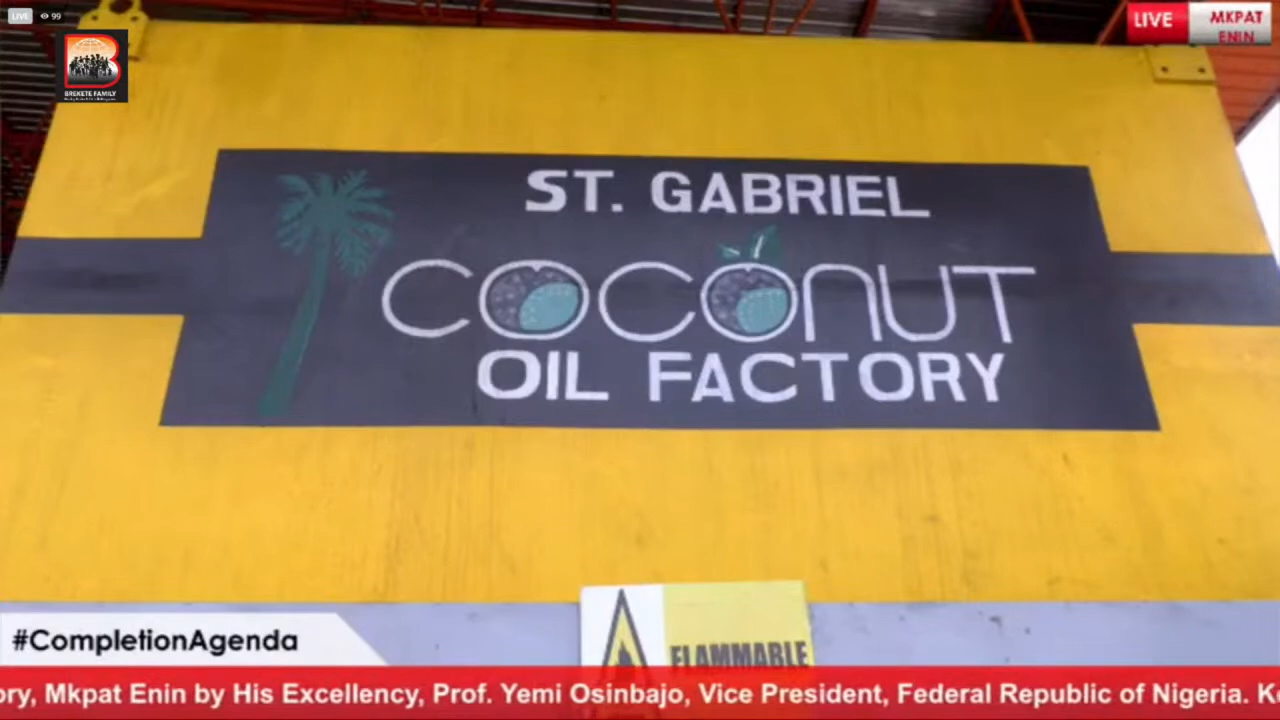 LIVE 99
LIVE MKPAT
ENIN
BREKETE FAMILY
ST. GABRIEL
COCONUT
OIL FACTORY
#CompletionAgenda
FLAMMABLE
ory, Mkpat Enin by His Excellency, Prof. Yemi Osinbajo, Vice President, Federal Republic of Nigeria. K